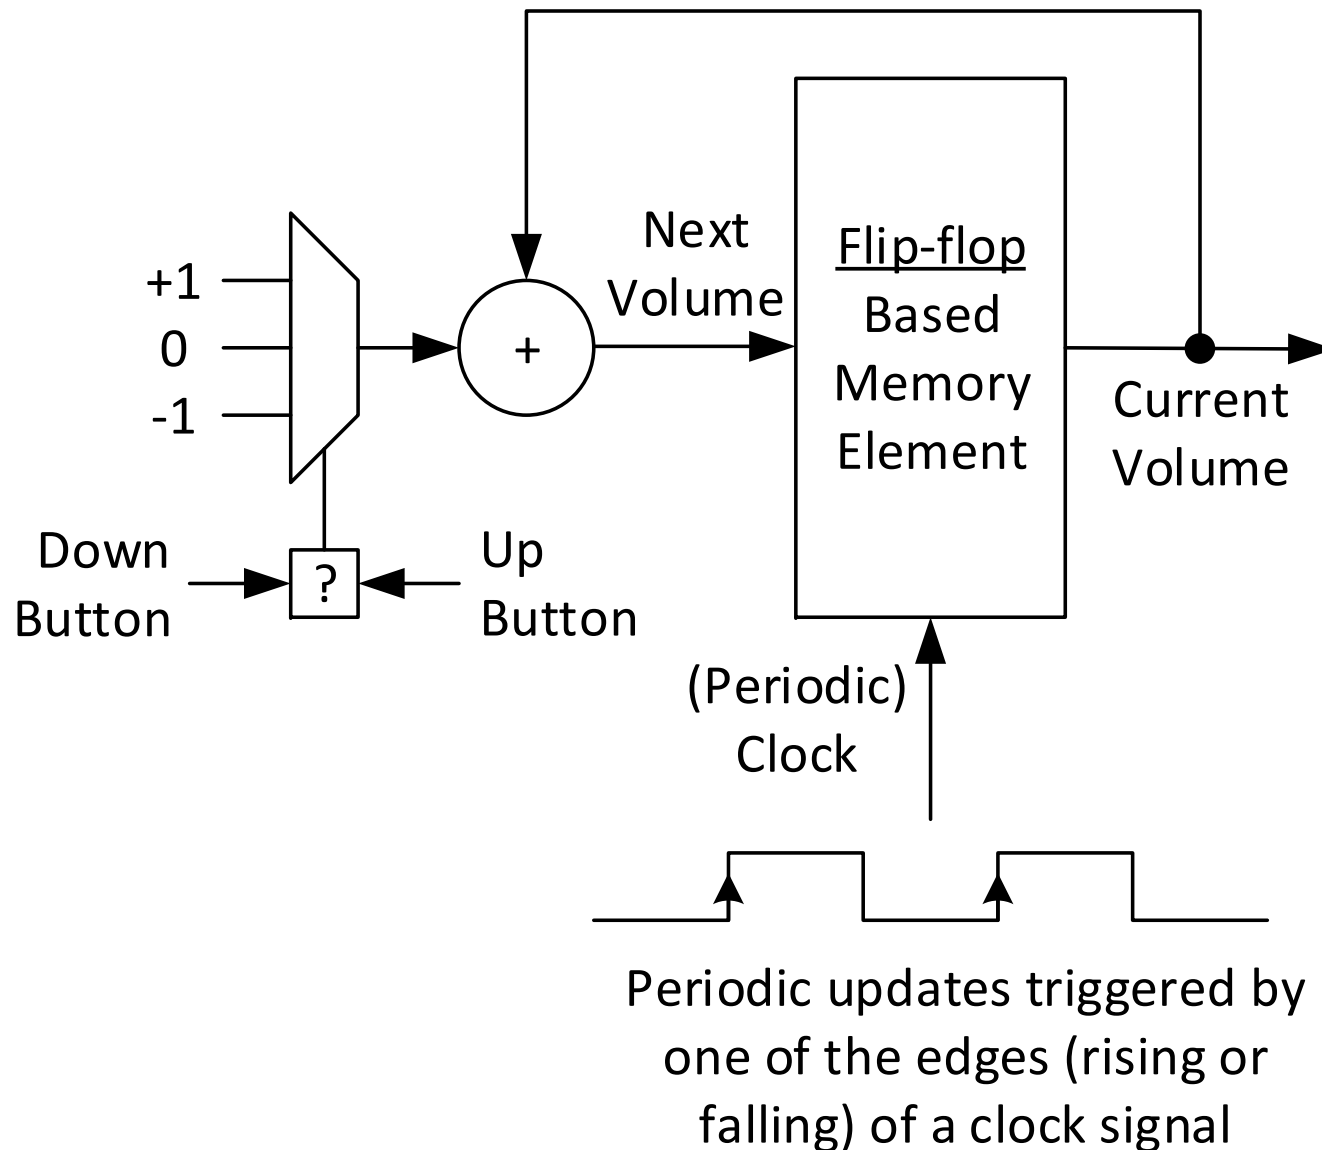 Next
Volume
Flip-flop
Based
Memory
Element
+1
0
-1
+
Current
Volume
Down
Button
?
Up
Button
(Periodic)
Clock
Periodic updates triggered by
one of the edges (rising or
falling) of a clock signal